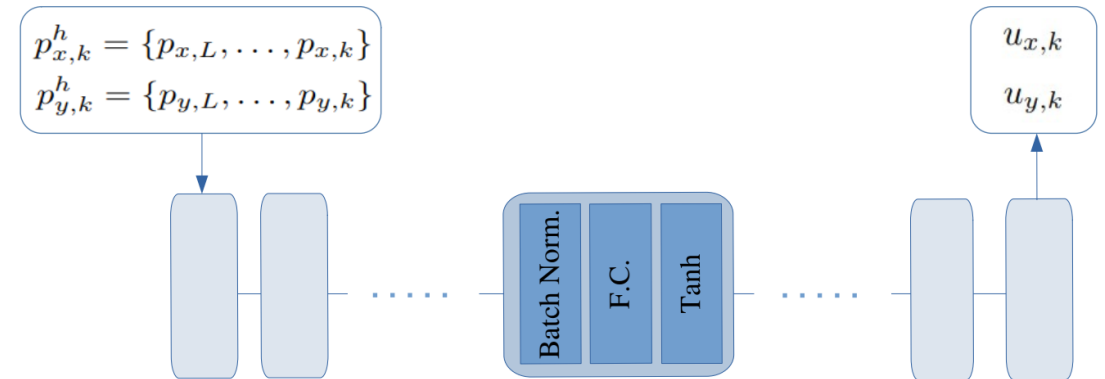 p^h_{x,k} = {p_{x,L}, . . . , p_{x,k}}
p^h_{y,k} = {p_{y,L}, . . . , p_{y,k}}
u_{x,k}
u_{y,k}
Batch Norm.
F.C.
Tanh